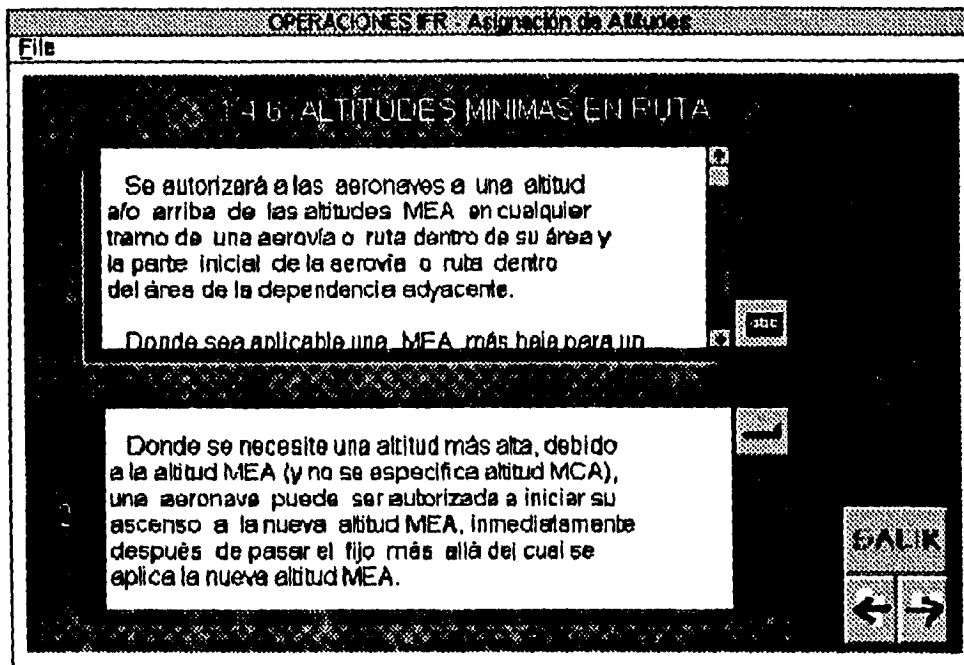 OPERACIONES IFR - Asignación de Altitudes
File
1.4.6. ALTITUDES MINIMAS EN RUTA
Se autorizará a las aeronaves a una altitud
a/o arriba de las altitudes MEA en cualquier
tramo de una aerovía o ruta dentro de su área y
la parte inicial de la aerovia o ruta dentro
del área de la dependencia adyacente.
abc
Donde sea aplicable una MEA más baja para un
Donde se necesite una altitud más alta, debido
a la altitud MEA (y no se especifica altitud MCA),
una aeronave puede ser autorizada a iniciar su
ascenso a la nueva altitud MEA, inmediatamente
después de pasar el fijo más allá del cual se
aplica la nueva altitud MEA.
SALIR